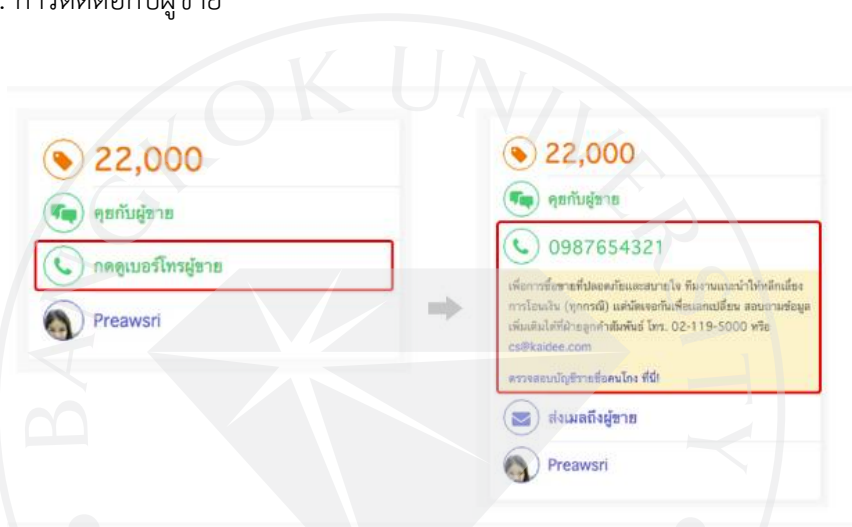 . การติดต่อกับผู้ขาย
BANGKOK UNIVERSITY
22,000
คุยกับผู้ขาย
กดดูเบอร์โทรผู้ขาย
Preawsri
22,000
คุยกับผู้ขาย
0987654321
เพื่อการซื้อขายที่ปลอดภัยและสบายใจ ทีมงานแนะนำให้หลีกเลี่ยง
การโอนเงิน (ทุกกรณี) แต่นัดเจอกันเพื่อแลกเปลี่ยน สอบถามข้อมูล
เพิ่มเติมได้ที่ฝ่ายลูกค้าสัมพันธ์ โทร. 02-119-5000 หรือ
cs@kaidee.com
ตรวจสอบบัญชีรายชื่อคนโกง ที่นี่!
ส่งเมลถึงผู้ขาย
Preawsri